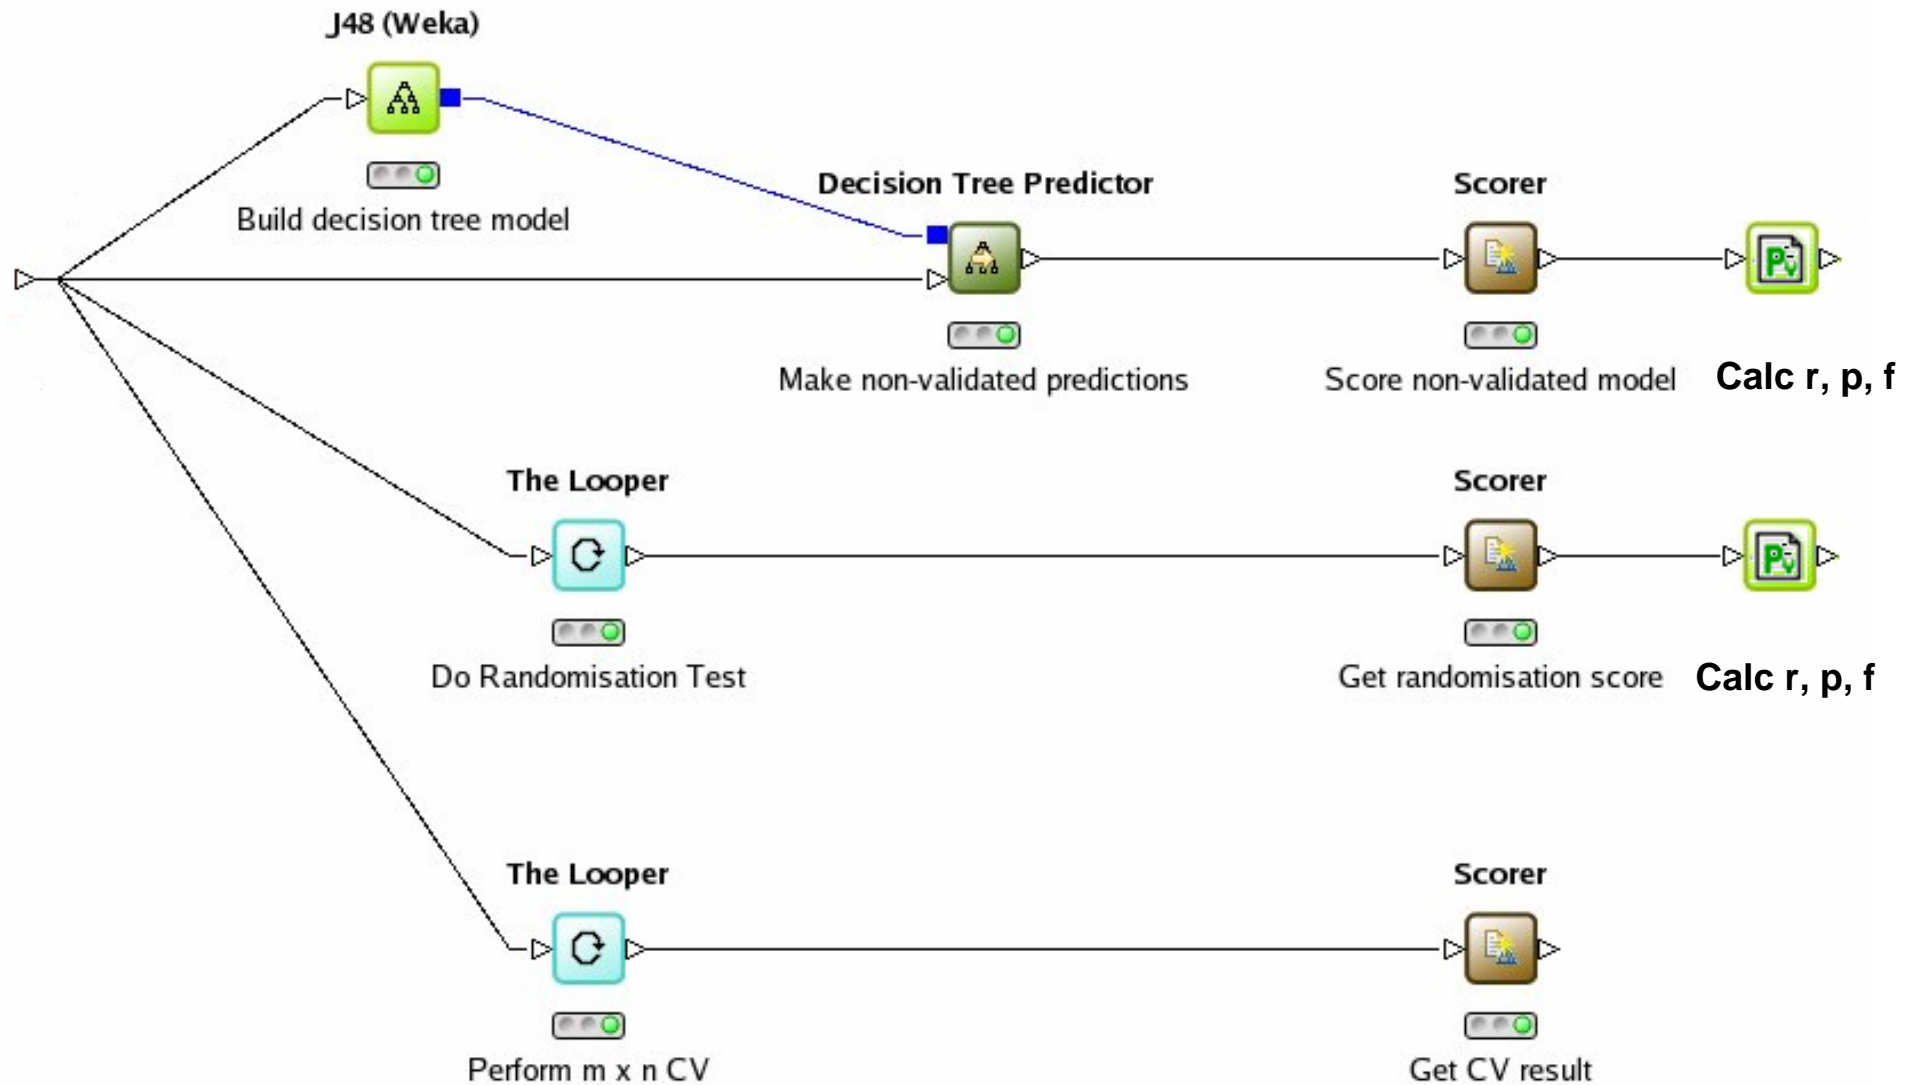 J48 (Weka)
Build decision tree model
Decision Tree Predictor
Scorer
Make non-validated predictions
Score non-validated model
Calc r, p, f
The Looper
Scorer
Do Randomisation Test
Get randomisation score
Calc r, p, f
The Looper
Scorer
Perform m x n CV
Get CV result